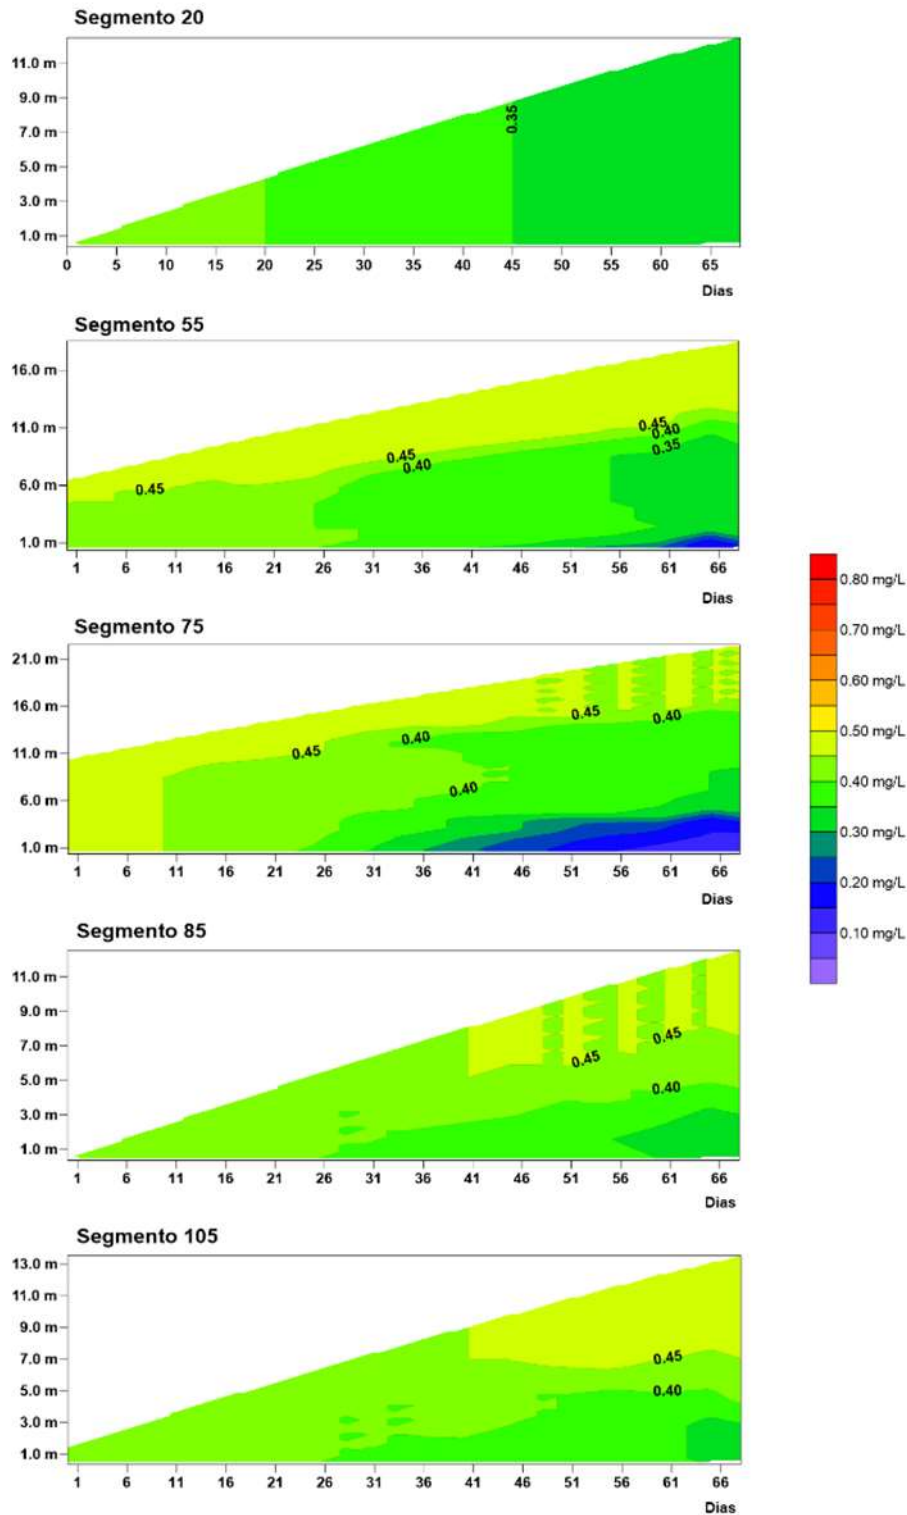 Segmento 20
11.0 m
9.0 m
7.0 m
5.0 m
3.0 m
1.0 m
0.35
0 5 10 15 20 25 30 35 40 45 50 55 60 65
Dias
Segmento 55
16.0 m
11.0 m
6.0 m
1.0 m
0.45
0.45
0.40
0.45
0.40
0.35
1 6 11 16 21 26 31 36 41 46 51 56 61 66
Dias
Segmento 75
21.0 m
16.0 m
11.0 m
6.0 m
1.0 m
0.45
0.40
0.40
0.45
0.40
1 6 11 16 21 26 31 36 41 46 51 56 61 66
Dias
0.80 mg/L
0.70 mg/L
0.60 mg/L
0.50 mg/L
0.40 mg/L
0.30 mg/L
0.20 mg/L
0.10 mg/L
Segmento 85
11.0 m
9.0 m
7.0 m
5.0 m
3.0 m
1.0 m
0.45
0.45
0.40
1 6 11 16 21 26 31 36 41 46 51 56 61 66
Dias
Segmento 105
13.0 m
11.0 m
9.0 m
7.0 m
5.0 m
3.0 m
1.0 m
0.45
0.40
1 6 11 16 21 26 31 36 41 46 51 56 61 66
Dias